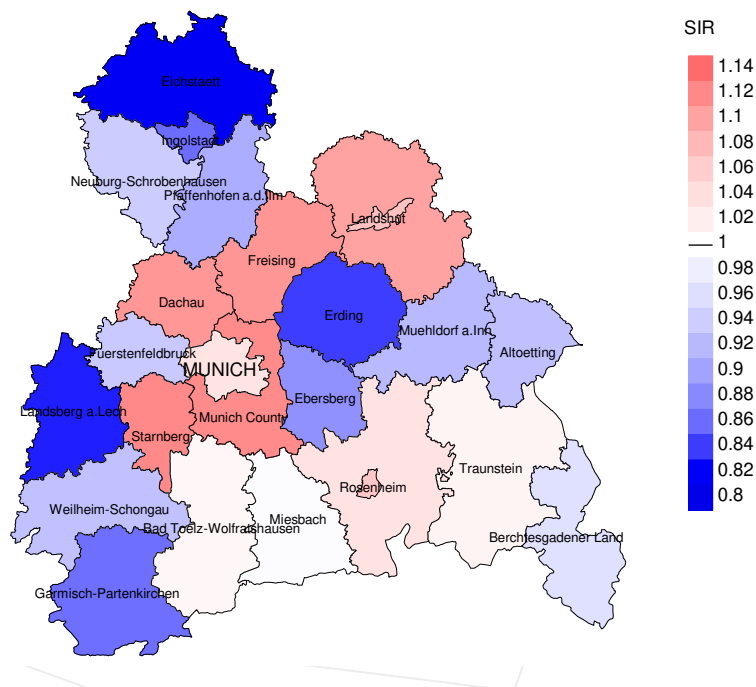 SIR
Eichstaett
Ingolstadt
Neuburg-Schrobenhausen
Pfaffenhofen a.d.Ilm
Landshut
Freising
Dachau
Erding
Muehldorf a.Inn
Altoetting
Fuerstenfeldbruck
MUNICH
Ebersberg
Landsberg a.Lech
Munich County
Starnberg
Traunstein
Rosenheim
Weilheim-Schongau
Miesbach
Bad Toelz-Wolfratshausen
Berchtesgadener Land
Garmisch-Partenkirchen
1.14
1.12
1.1
1.08
1.06
1.04
1.02
1
0.98
0.96
0.94
0.92
0.9
0.88
0.86
0.84
0.82
0.8